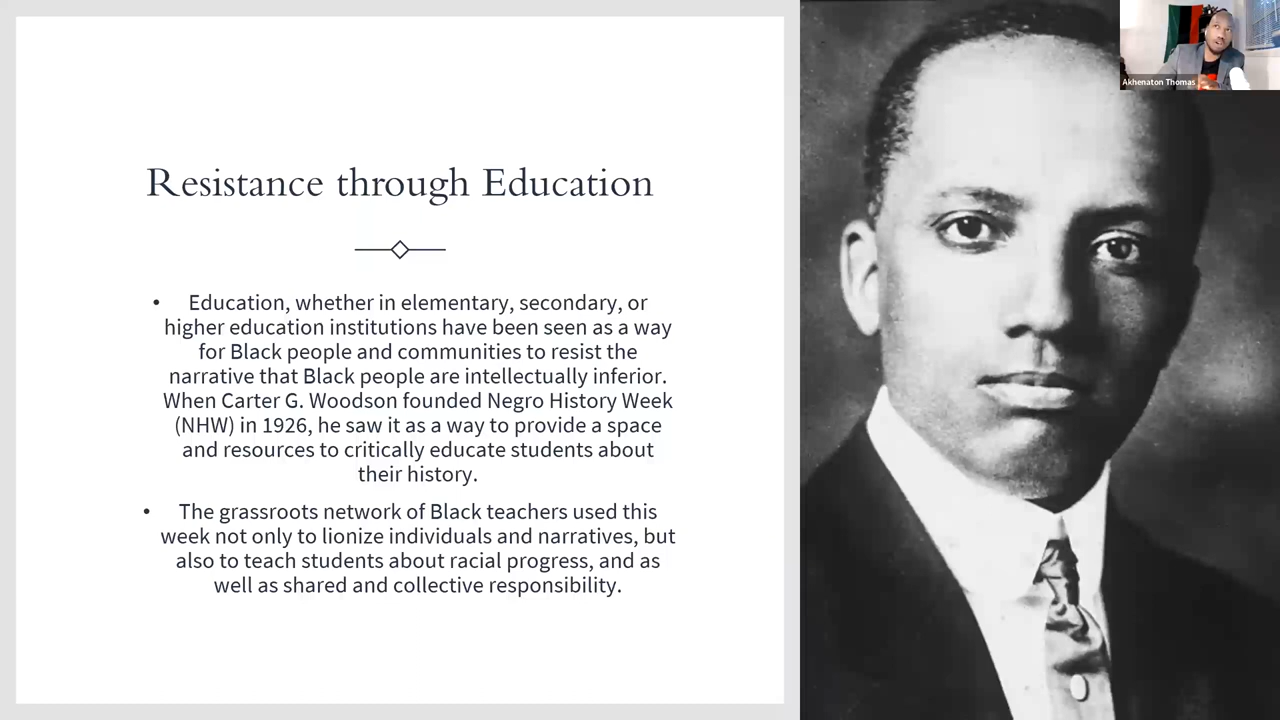 Akhenaton Thomas
Resistance through Education
• Education, whether in elementary, secondary, or
higher education institutions have been seen as a way
for Black people and communities to resist the
narrative that Black people are intellectually inferior.
When Carter G. Woodson founded Negro History Week
(NHW) in 1926, he saw it as a way to provide a space
and resources to critically educate students about
their history.
• The grassroots network of Black teachers used this
week not only to lionize individuals and narratives, but
also to teach students about racial progress, and as
well as shared and collective responsibility.